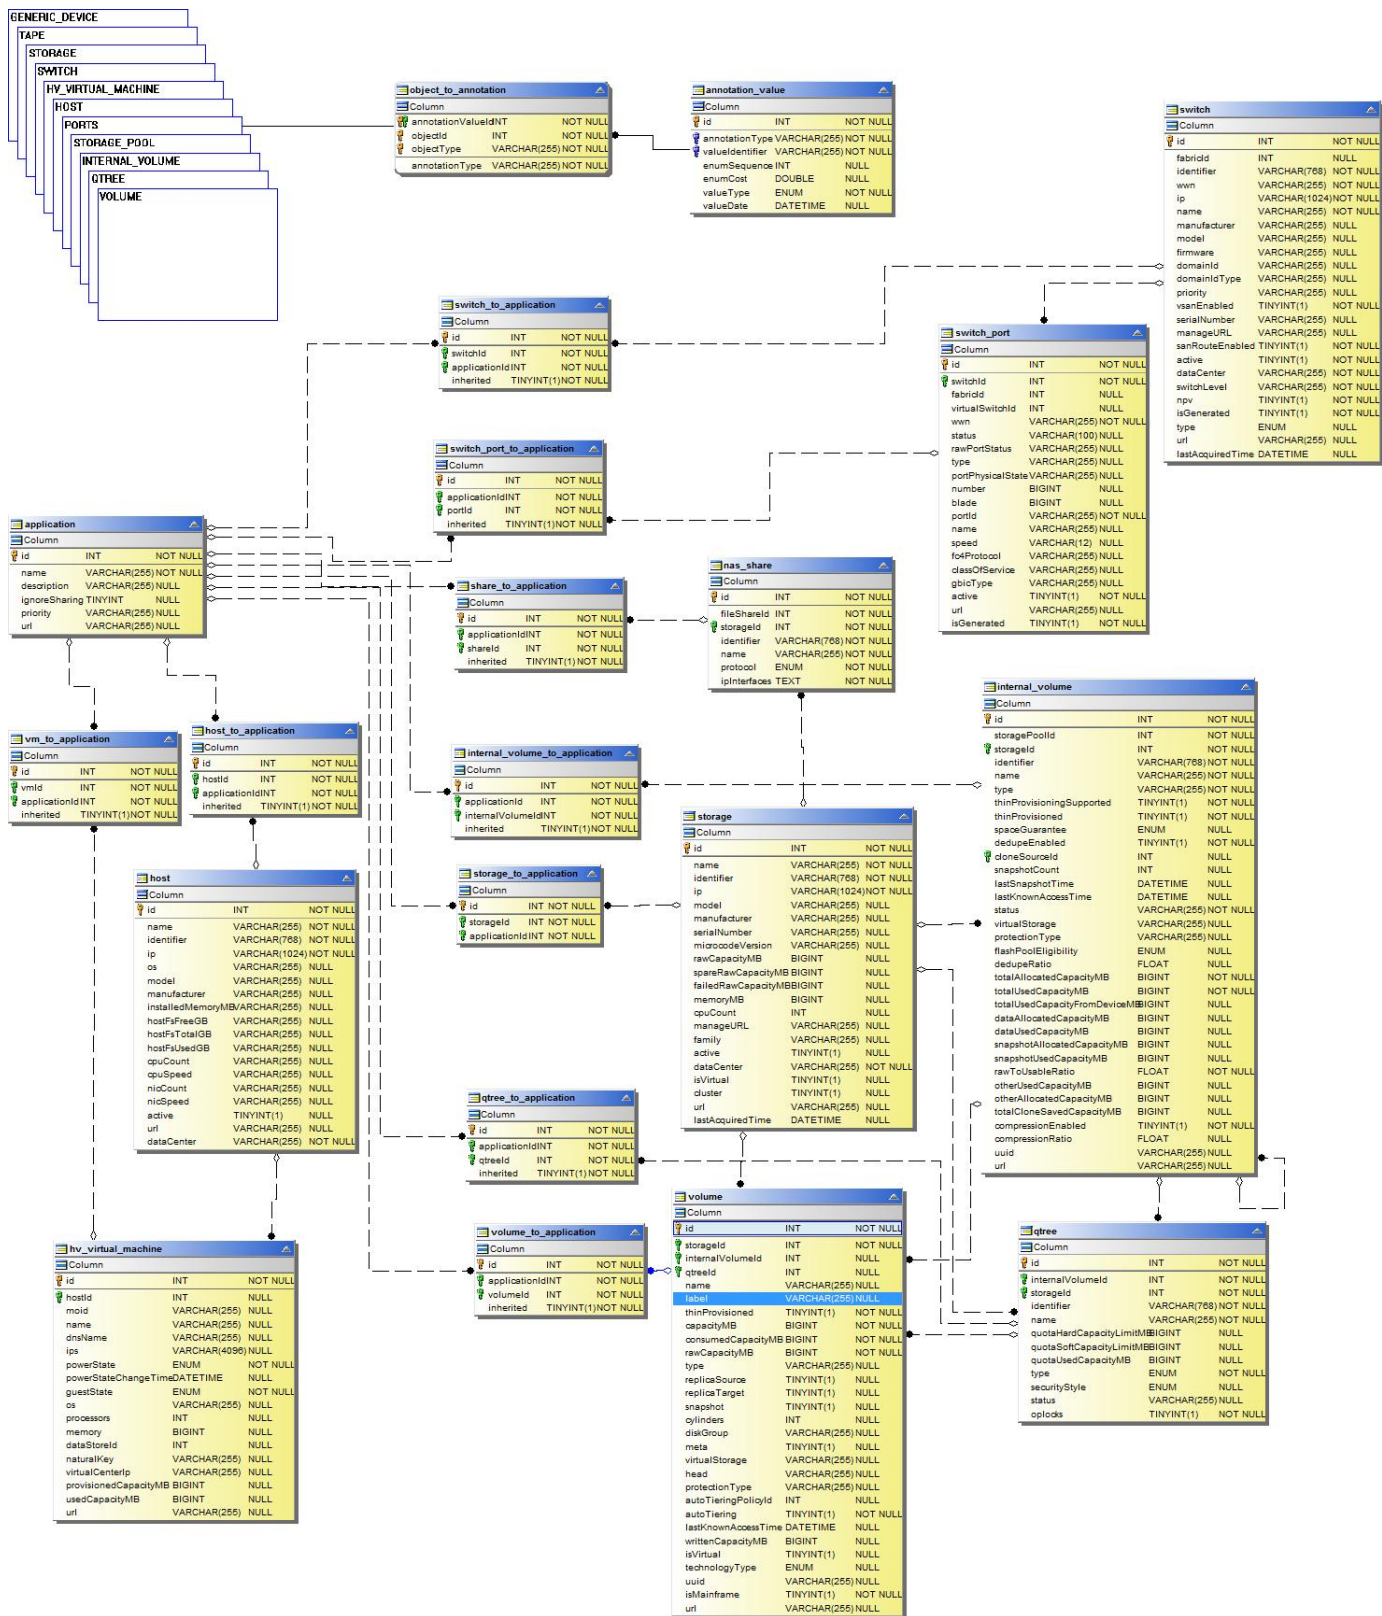 GENERIC_DEVICE
TAPE
STORAGE
SWITCH
HV_VIRTUAL_MACHINE
HOST
PORTS
STORAGE_POOL
INTERNAL_VOLUME
QTREE
VOLUME
object_to_annotation
Column
annotationValueId INT NOT NULL
objectId INT NOT NULL
objectType VARCHAR(255) NOT NULL
annotationType VARCHAR(255) NOT NULL
annotation_value
Column
id INT NOT NULL
annotationType VARCHAR(255) NOT NULL
valueIdentifier VARCHAR(255) NOT NULL
enumSequence INT NULL
enumCost DOUBLE NULL
valueType ENUM NOT NULL
valueDate DATETIME NULL
switch
Column
id INT NOT NULL
fabricId INT NULL
identifier VARCHAR(768) NOT NULL
wwn VARCHAR(255) NOT NULL
ip VARCHAR(1024) NOT NULL
name VARCHAR(255) NOT NULL
manufacturer VARCHAR(255) NULL
model VARCHAR(255) NULL
firmware VARCHAR(255) NULL
domainId VARCHAR(255) NULL
domainIdType VARCHAR(255) NULL
priority VARCHAR(255) NULL
vsanEnabled TINYINT(1) NOT NULL
serialNumber VARCHAR(255) NULL
manageURL VARCHAR(255) NULL
sanRouteEnabled TINYINT(1) NOT NULL
active TINYINT(1) NOT NULL
dataCenter VARCHAR(255) NOT NULL
switchLevel VARCHAR(255) NULL
npv TINYINT(1) NOT NULL
isGenerated TINYINT(1) NOT NULL
type ENUM NULL
url VARCHAR(255) NULL
lastAcquiredTime DATETIME NULL
switch_to_application
Column
id INT NOT NULL
switchId INT NOT NULL
applicationId INT NOT NULL
inherited TINYINT(1) NOT NULL
switch_port
Column
id INT NOT NULL
switchId INT NOT NULL
fabricId INT NULL
virtualSwitchId INT NULL
wwn VARCHAR(255) NOT NULL
status VARCHAR(100) NULL
rawPortStatus VARCHAR(255) NULL
type VARCHAR(255) NULL
portPhysicalState VARCHAR(255) NULL
number BIGINT NULL
blade BIGINT NULL
portId VARCHAR(255) NOT NULL
name VARCHAR(255) NULL
speed VARCHAR(12) NULL
fc4Protocol VARCHAR(255) NULL
classOfService VARCHAR(255) NULL
gbicType VARCHAR(255) NULL
active TINYINT(1) NOT NULL
url VARCHAR(255) NULL
isGenerated TINYINT(1) NOT NULL
switch_port_to_application
Column
id INT NOT NULL
applicationId INT NOT NULL
portId INT NOT NULL
inherited TINYINT(1) NOT NULL
application
Column
id INT NOT NULL
name VARCHAR(255) NOT NULL
description VARCHAR(255) NULL
ignoreSharing TINYINT NULL
priority VARCHAR(255) NULL
url VARCHAR(255) NULL
share_to_application
Column
id INT NOT NULL
applicationId INT NOT NULL
shareId INT NOT NULL
inherited TINYINT(1) NOT NULL
nas_share
Column
id INT NOT NULL
fileShareId INT NOT NULL
storageId INT NOT NULL
identifier VARCHAR(768) NOT NULL
name VARCHAR(255) NOT NULL
protocol ENUM NOT NULL
ipInterfaces TEXT NOT NULL
internal_volume
Column
id INT NOT NULL
storagePoolId INT NULL
storageId INT NOT NULL
identifier VARCHAR(768) NOT NULL
name VARCHAR(255) NOT NULL
type VARCHAR(255) NOT NULL
thinProvisioningSupported TINYINT(1) NOT NULL
thinProvisioned TINYINT(1) NOT NULL
spaceGuarantee ENUM NULL
dedupeEnabled TINYINT(1) NOT NULL
cloneSourceId INT NULL
snapshotCount INT NULL
lastSnapshotTime DATETIME NULL
lastKnownAccessTime DATETIME NULL
status VARCHAR(255) NOT NULL
virtualStorage VARCHAR(255) NULL
protectionType VARCHAR(255) NULL
flashPoolEligibility ENUM NULL
dedupeRatio FLOAT NULL
totalAllocatedCapacityMB BIGINT NOT NULL
totalUsedCapacityMB BIGINT NOT NULL
totalUsedCapacityFromDeviceMB BIGINT NULL
dataAllocatedCapacityMB BIGINT NULL
dataUsedCapacityMB BIGINT NULL
snapshotAllocatedCapacityMB BIGINT NULL
snapshotUsedCapacityMB BIGINT NULL
rawToUsableRatio FLOAT NOT NULL
otherUsedCapacityMB BIGINT NULL
otherAllocatedCapacityMB BIGINT NULL
totalCloneSavedCapacityMB BIGINT NULL
compressionEnabled TINYINT(1) NOT NULL
compressionRatio FLOAT NULL
uuid VARCHAR(255) NULL
url VARCHAR(255) NULL
vm_to_application
Column
id INT NOT NULL
vmId INT NOT NULL
applicationId INT NOT NULL
inherited TINYINT(1) NOT NULL
host_to_application
Column
id INT NOT NULL
hostId INT NOT NULL
applicationId INT NOT NULL
inherited TINYINT(1) NOT NULL
internal_volume_to_application
Column
id INT NOT NULL
applicationId INT NOT NULL
internalVolumeId INT NOT NULL
inherited TINYINT(1) NOT NULL
storage
Column
id INT NOT NULL
name VARCHAR(255) NOT NULL
identifier VARCHAR(768) NOT NULL
ip VARCHAR(1024) NOT NULL
model VARCHAR(255) NULL
manufacturer VARCHAR(255) NULL
serialNumber VARCHAR(255) NULL
microcodeVersion VARCHAR(255) NULL
rawCapacityMB BIGINT NULL
spareRawCapacityMB BIGINT NULL
failedRawCapacityMB BIGINT NULL
memoryMB BIGINT NULL
cpuCount INT NULL
manageURL VARCHAR(255) NULL
family VARCHAR(255) NULL
active TINYINT(1) NULL
dataCenter VARCHAR(255) NOT NULL
isVirtual TINYINT(1) NULL
cluster TINYINT(1) NULL
url VARCHAR(255) NULL
lastAcquiredTime DATETIME NULL
storage_to_application
Column
id INT NOT NULL
storageId INT NOT NULL
applicationId INT NOT NULL
host
Column
id INT NOT NULL
name VARCHAR(255) NOT NULL
identifier VARCHAR(768) NOT NULL
ip VARCHAR(1024) NOT NULL
os VARCHAR(255) NULL
model VARCHAR(255) NULL
manufacturer VARCHAR(255) NULL
installedMemoryMB VARCHAR(255) NULL
hostFsFreeGB VARCHAR(255) NULL
hostFsTotalGB VARCHAR(255) NULL
hostFsUsedGB VARCHAR(255) NULL
cpuCount VARCHAR(255) NULL
cpuSpeed VARCHAR(255) NULL
nicCount VARCHAR(255) NULL
nicSpeed VARCHAR(255) NULL
active TINYINT(1) NULL
url VARCHAR(255) NULL
dataCenter VARCHAR(255) NOT NULL
qtree_to_application
Column
id INT NOT NULL
applicationId INT NOT NULL
qtreeId INT NOT NULL
inherited TINYINT(1) NOT NULL
volume
Column
id INT NOT NULL
storageId INT NOT NULL
internalVolumeId INT NULL
qtreeId INT NULL
name VARCHAR(255) NULL
label VARCHAR(255) NULL
thinProvisioned TINYINT(1) NOT NULL
capacityMB BIGINT NOT NULL
consumedCapacityMB BIGINT NOT NULL
rawCapacityMB BIGINT NOT NULL
type VARCHAR(255) NULL
replicaSource TINYINT(1) NULL
replicaTarget TINYINT(1) NULL
snapshot TINYINT(1) NULL
cylinders INT NULL
diskGroup VARCHAR(255) NULL
meta TINYINT(1) NULL
virtualStorage VARCHAR(255) NULL
head VARCHAR(255) NULL
protectionType VARCHAR(255) NULL
autoTieringPolicyId INT NULL
autoTiering TINYINT(1) NOT NULL
lastKnownAccessTime DATETIME NULL
writtenCapacityMB BIGINT NULL
isVirtual TINYINT(1) NULL
technologyType ENUM NULL
uuid VARCHAR(255) NULL
isMainframe TINYINT(1) NOT NULL
url VARCHAR(255) NULL
volume_to_application
Column
id INT NOT NULL
applicationId INT NOT NULL
volumeId INT NOT NULL
inherited TINYINT(1) NOT NULL
qtree
Column
id INT NOT NULL
internalVolumeId INT NOT NULL
storageId INT NOT NULL
identifier VARCHAR(768) NOT NULL
name VARCHAR(255) NOT NULL
quotaHardCapacityLimitMB BIGINT NULL
quotaSoftCapacityLimitMB BIGINT NULL
quotaUsedCapacityMB BIGINT NULL
type ENUM NOT NULL
securityStyle ENUM NULL
status VARCHAR(255) NULL
oplocks TINYINT(1) NOT NULL
hv_virtual_machine
Column
id INT NOT NULL
hostId INT NULL
moid VARCHAR(255) NULL
name VARCHAR(255) NULL
dnsName VARCHAR(255) NULL
ips VARCHAR(4096) NULL
powerState ENUM NOT NULL
powerStateChangeTime DATETIME NULL
guestState ENUM NOT NULL
os VARCHAR(255) NULL
processors INT NULL
memory BIGINT NULL
dataStoreId INT NULL
naturalKey VARCHAR(255) NULL
virtualCenterIp VARCHAR(255) NULL
provisionedCapacityMB BIGINT NULL
usedCapacityMB BIGINT NULL
url VARCHAR(255) NULL